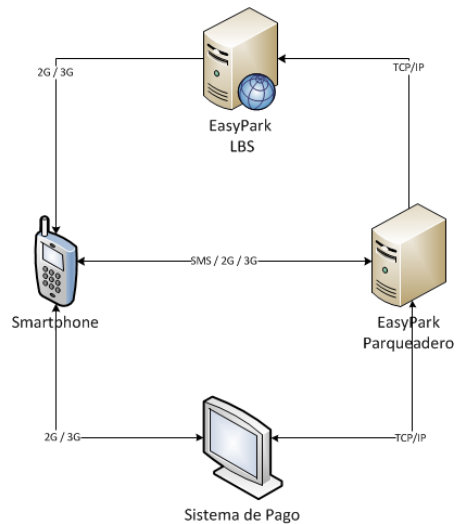 2G / 3G
TCP/IP
EasyPark
LBS
SMS / 2G / 3G
Smartphone
EasyPark
Parqueadero
2G / 3G
TCP/IP
Sistema de Pago